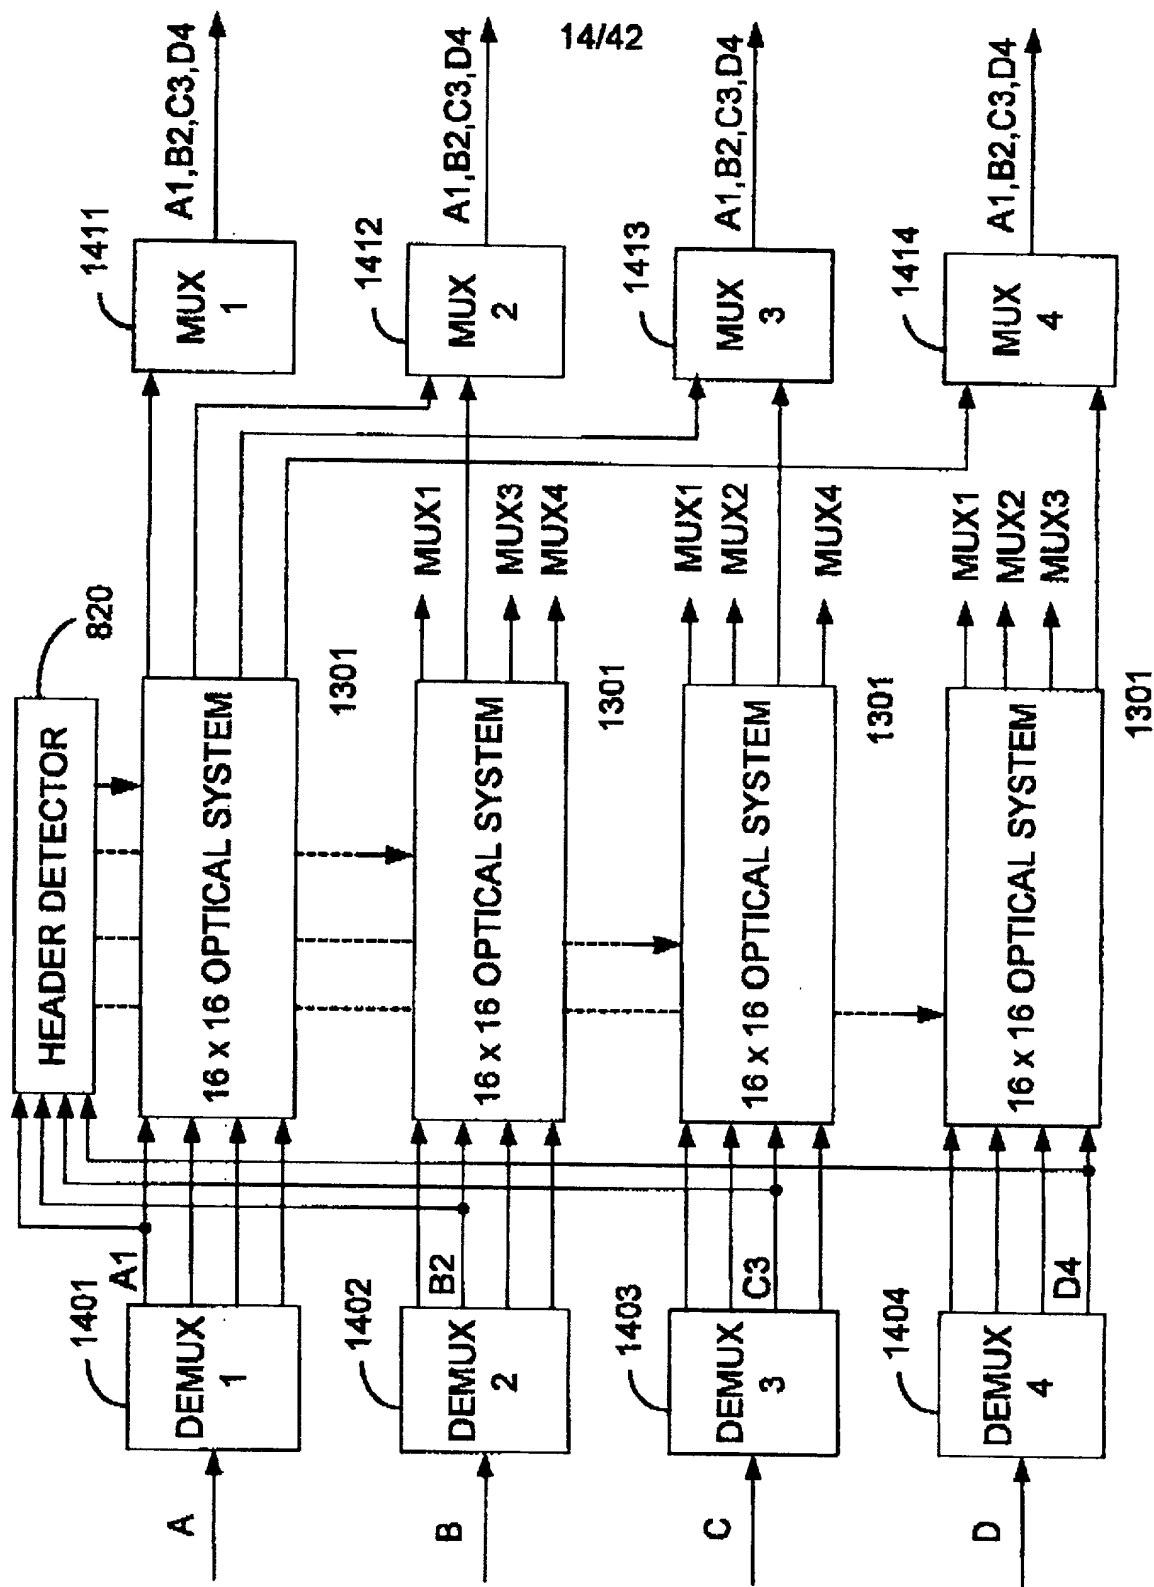 14/42
HEADER DETECTOR
820
A
1401
DEMUX
1
A1
16 x 16 OPTICAL SYSTEM
1301
1411
MUX
1
A1,B2,C3,D4
B
1402
DEMUX
2
B2
16 x 16 OPTICAL SYSTEM
1301
MUX1
MUX3
MUX4
1412
MUX
2
A1,B2,C3,D4
C
1403
DEMUX
3
C3
16 x 16 OPTICAL SYSTEM
1301
MUX1
MUX2
MUX4
1413
MUX
3
A1,B2,C3,D4
D
1404
DEMUX
4
D4
16 x 16 OPTICAL SYSTEM
1301
MUX1
MUX2
MUX3
1414
MUX
4
A1,B2,C3,D4